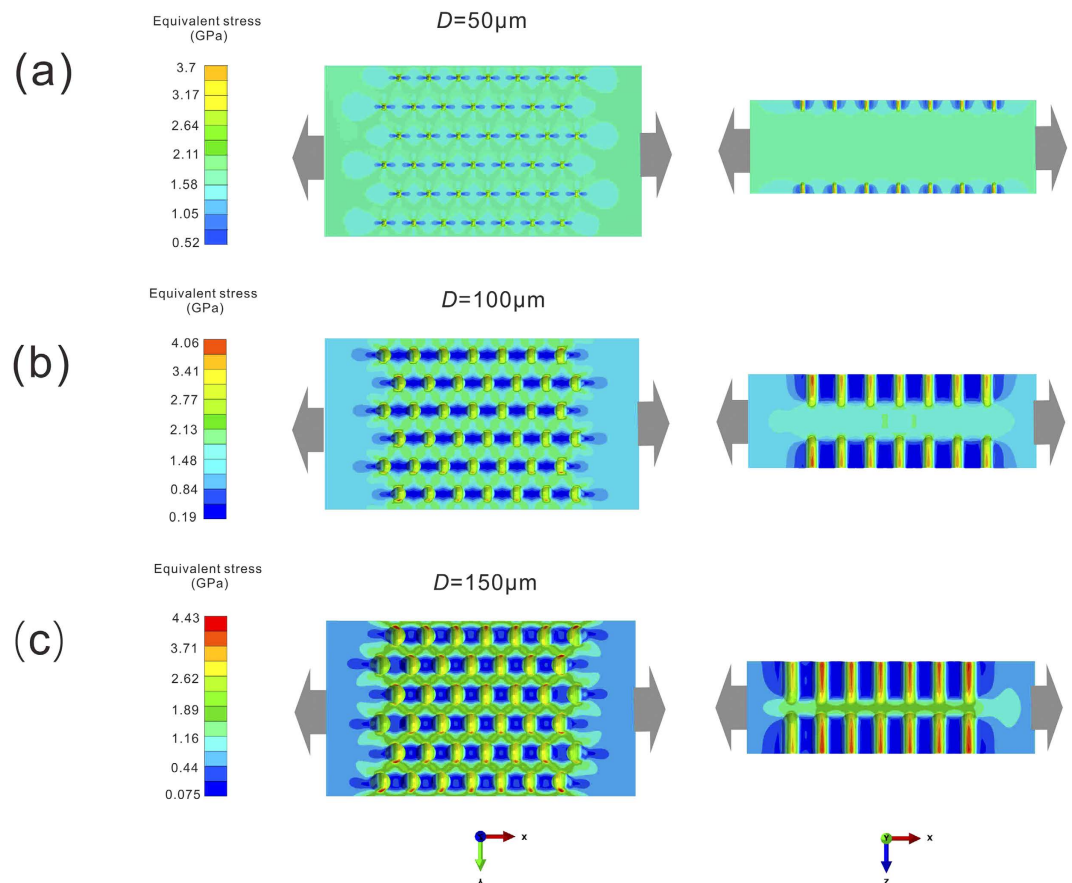 Equivalent stress
(GPa)
D=50μm
(a)
3.7
3.17
2.64
2.11
1.58
1.05
0.52
Equivalent stress
(GPa)
D=100μm
(b)
4.06
3.41
2.77
2.13
1.48
0.84
0.19
Equivalent stress
(GPa)
D=150μm
(c)
4.43
3.71
2.62
1.89
1.16
0.44
0.075
x
Y
x